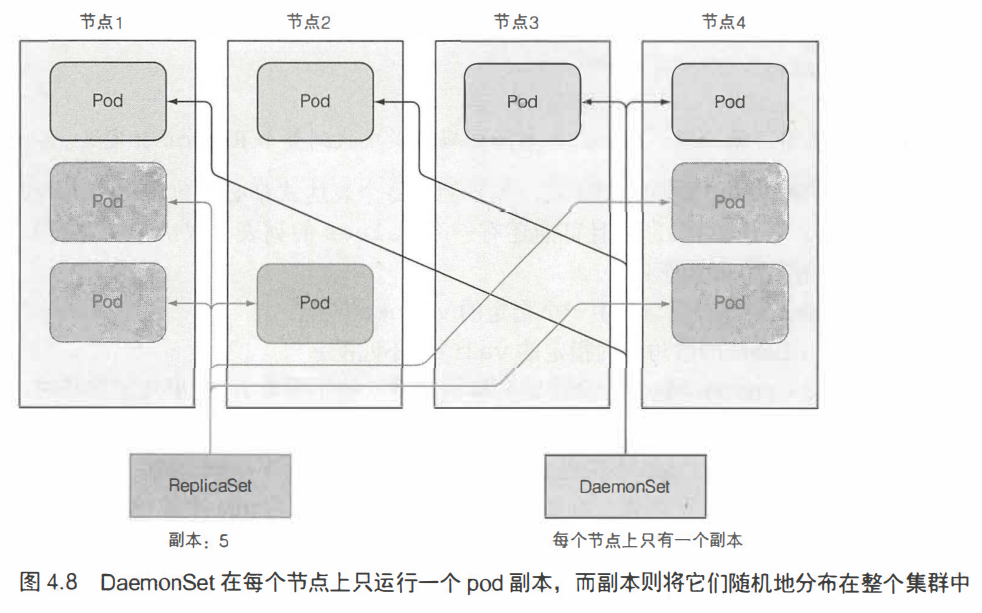 节点1 节点2 节点3 节点4
Pod Pod Pod Pod
Pod Pod
Pod Pod Pod
ReplicaSet DaemonSet
副本：5 每个节点上只有一个副本
图 4.8 DaemonSet 在每个节点上只运行一个 pod 副本，而副本则将它们随机地分布在整个集群中